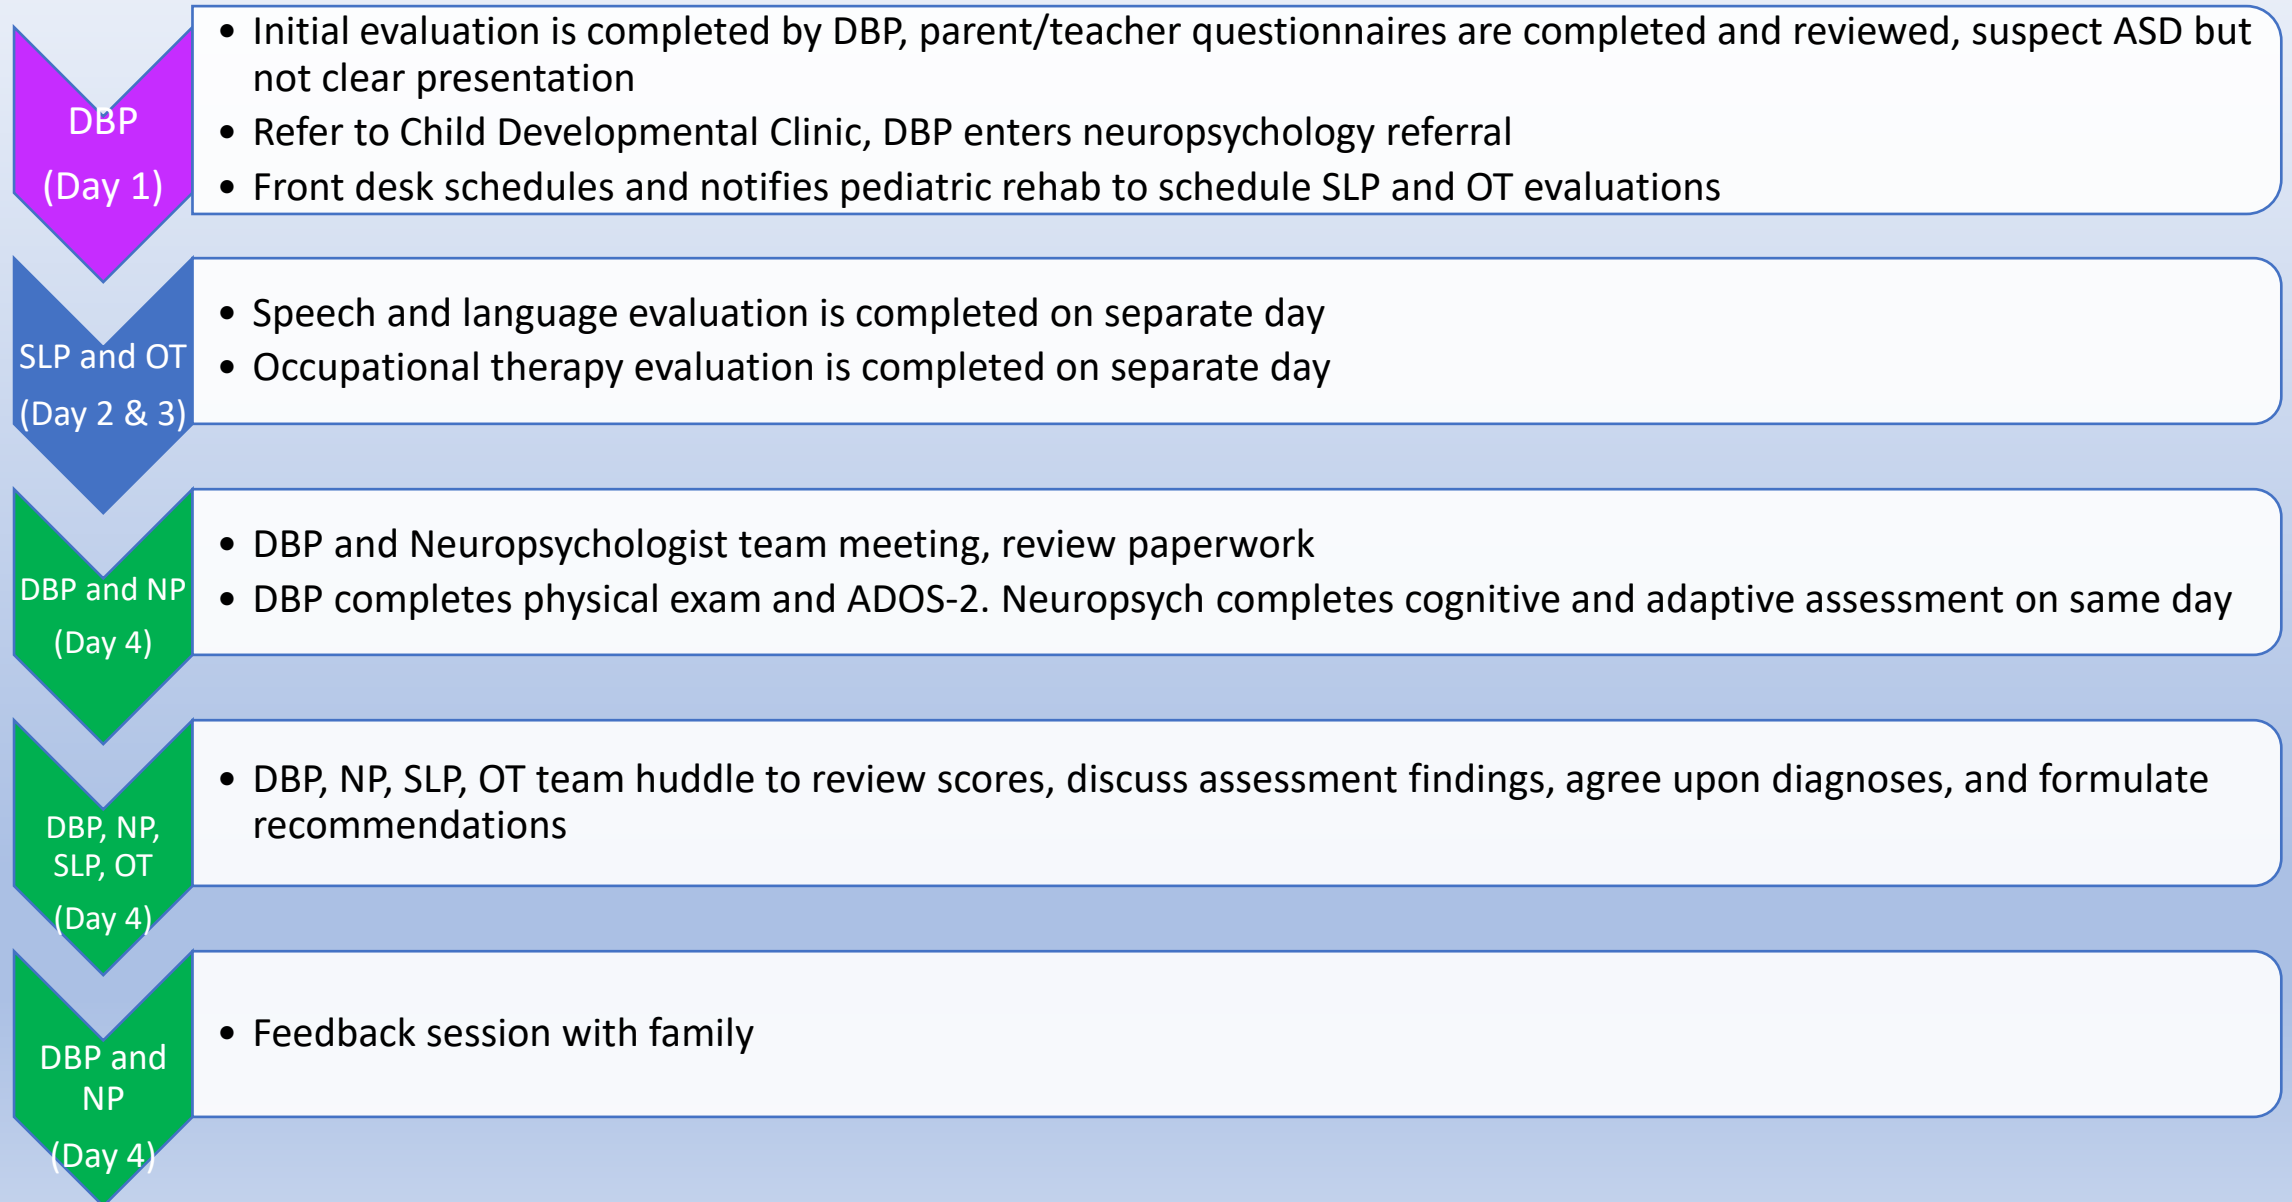 DBP
(Day 1)
• Initial evaluation is completed by DBP, parent/teacher questionnaires are completed and reviewed, suspect ASD but
not clear presentation
• Refer to Child Developmental Clinic, DBP enters neuropsychology referral
• Front desk schedules and notifies pediatric rehab to schedule SLP and OT evaluations
SLP and OT
(Day 2 & 3)
• Speech and language evaluation is completed on separate day
• Occupational therapy evaluation is completed on separate day
DBP and NP
(Day 4)
• DBP and Neuropsychologist team meeting, review paperwork
• DBP completes physical exam and ADOS-2. Neuropsych completes cognitive and adaptive assessment on same day
DBP, NP,
SLP, OT
(Day 4)
• DBP, NP, SLP, OT team huddle to review scores, discuss assessment findings, agree upon diagnoses, and formulate
recommendations
DBP and
NP
(Day 4)
• Feedback session with family